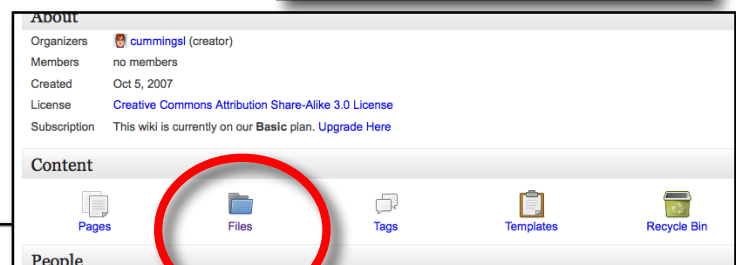 About
Organizers cummingsl (creator)
Members no members
Created Oct 5, 2007
License Creative Commons Attribution Share-Alike 3.0 License
Subscription This wiki is currently on our Basic plan. Upgrade Here
Content
Pages Files Tags Templates Recycle Bin
People